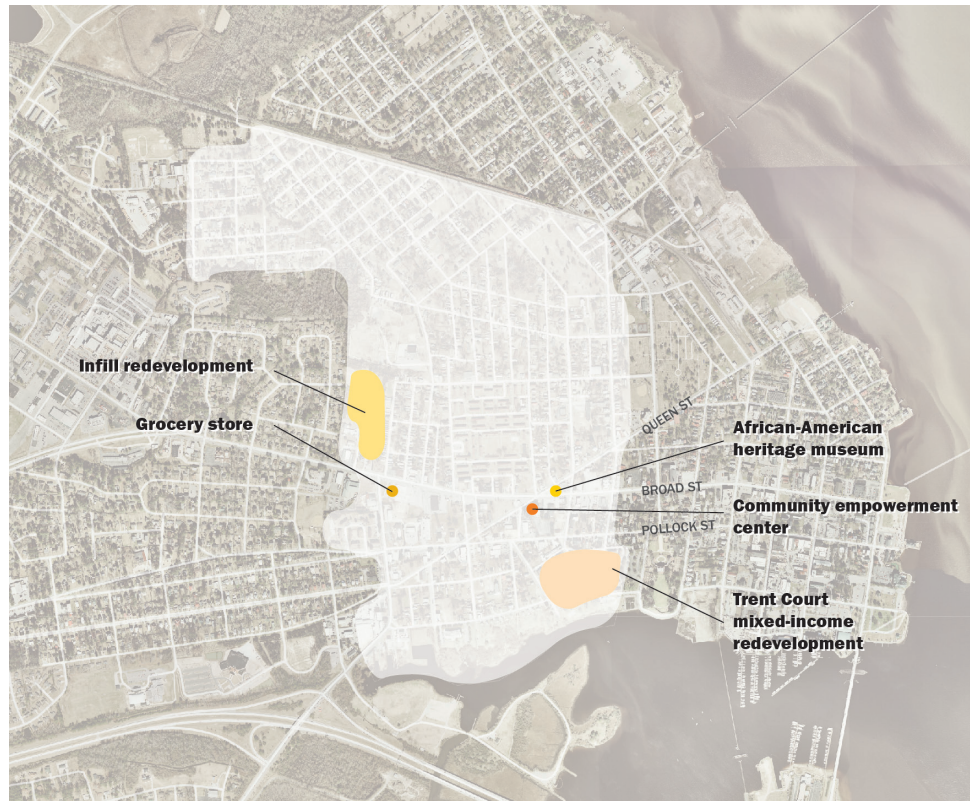 Infill redevelopment
Grocery store
QUEEN ST
African-American
heritage museum
BROAD ST
Community empowerment
center
POLLOCK ST
Trent Court
mixed-income
redevelopment